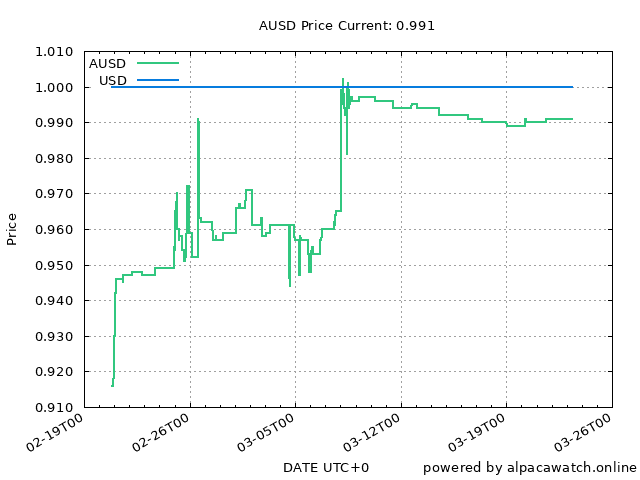 AUSD Price Current: 0.991
1.010
1.000
0.990
0.980
0.970
0.960
0.950
0.940
0.930
0.920
0.910
AUSD
USD
Price
02-19T00
02-26T00
03-05T00
03-12T00
03-19T00
03-26T00
DATE UTC+0
powered by alpacawatch.online